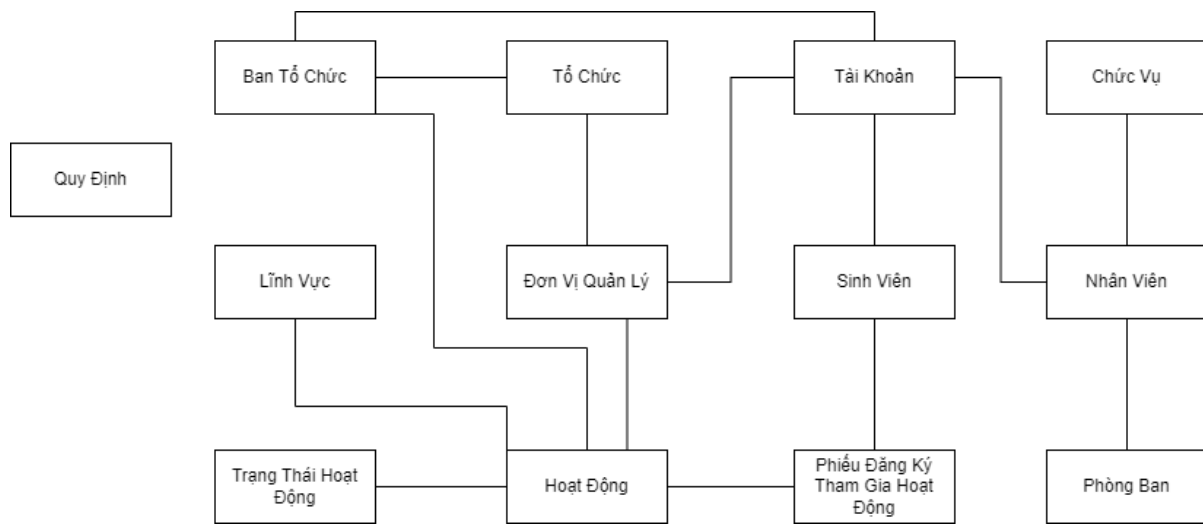 Ban Tổ Chức
Tổ Chức
Tài Khoản
Chức Vụ
Quy Định
Lĩnh Vực
Đơn Vị Quản Lý
Sinh Viên
Nhân Viên
Trạng Thái Hoạt
Động
Hoạt Động
Phiếu Đăng Ký
Tham Gia Hoạt
Động
Phòng Ban